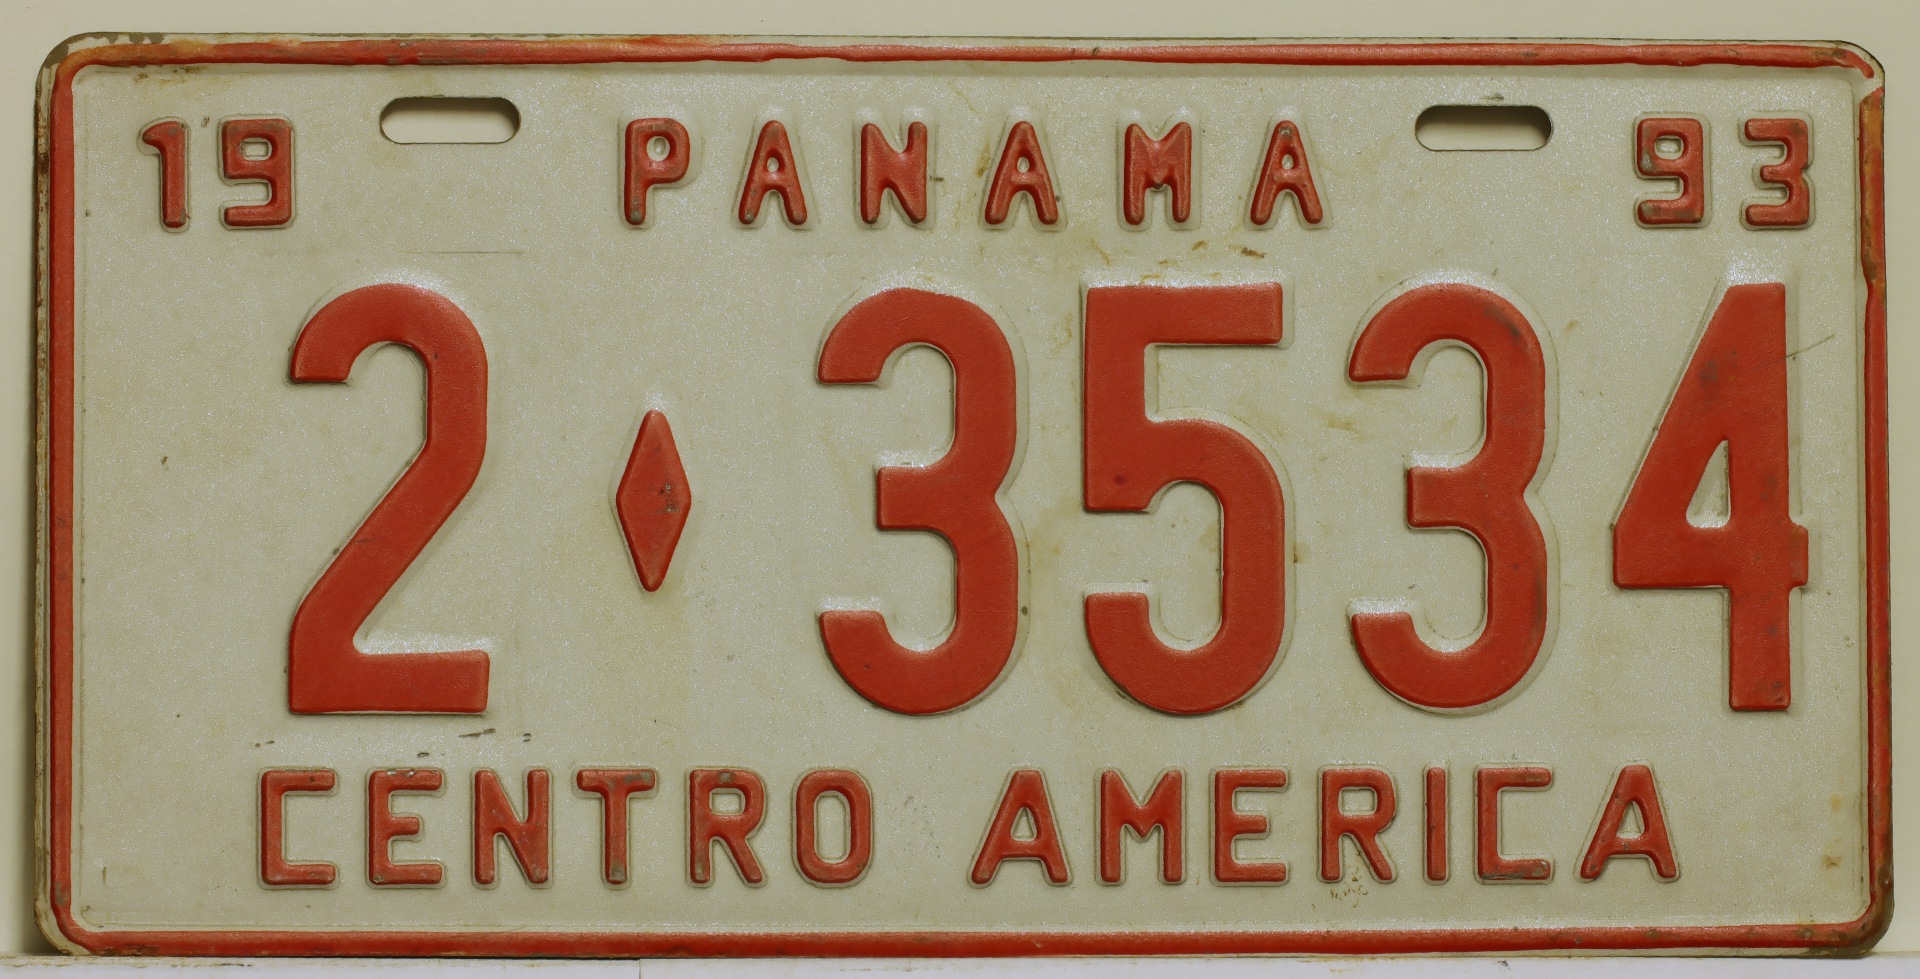 19 PANAMA 93
2♦3534
CENTRO AMERICA